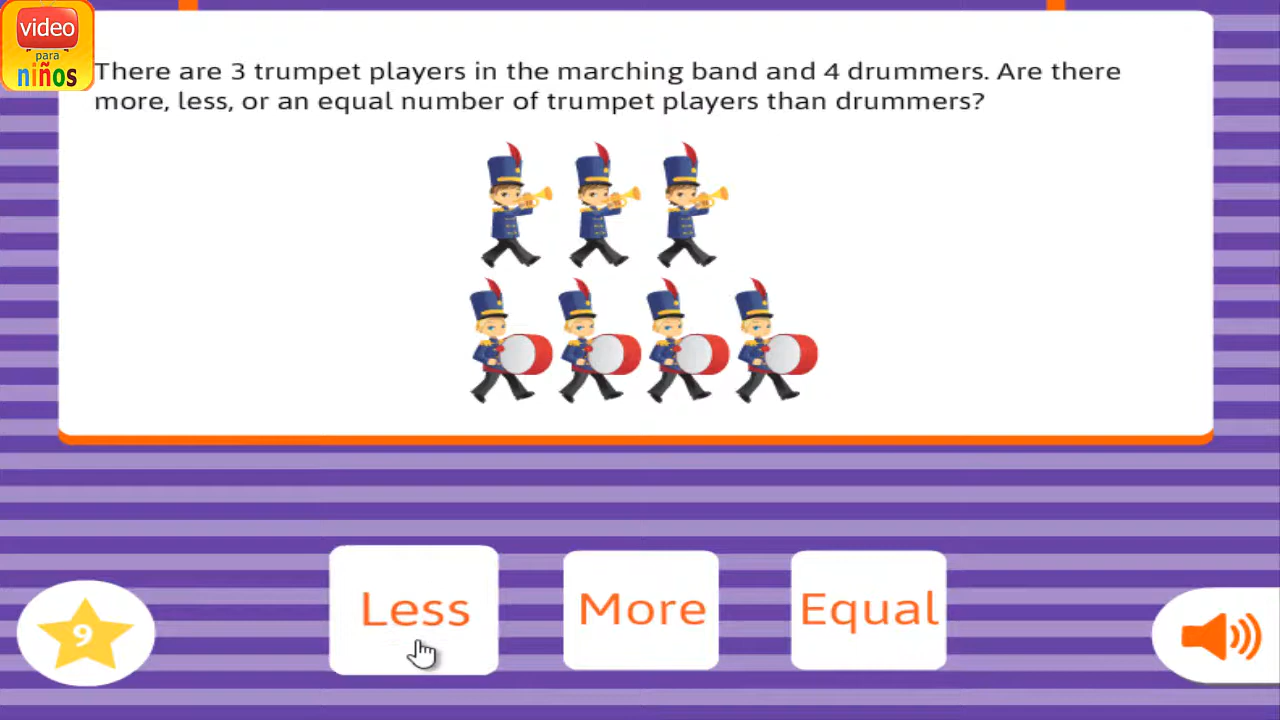 video
para
niños
There are 3 trumpet players in the marching band and 4 drummers. Are there
more, less, or an equal number of trumpet players than drummers?
9
Less
More
Equal